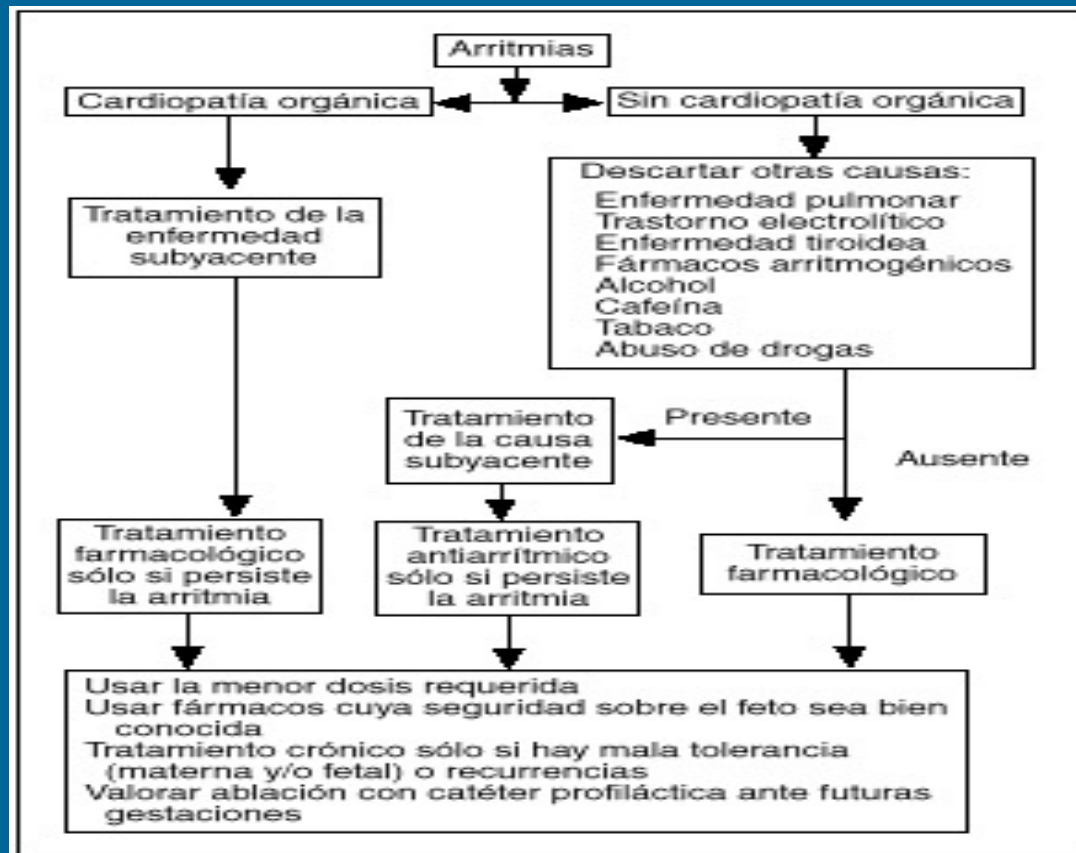 Arritmias
Cardiopatía orgánica
Sin cardiopatía orgánica
Tratamiento de la
enfermedad
subyacente
Descartar otras causas:
Enfermedad pulmonar
Trastorno electrolítico
Enfermedad tiroidea
Fármacos arritmogénicos
Alcohol
Cafeína
Tabaco
Abuso de drogas
Presente
Ausente
Tratamiento
de la causa
subyacente
Tratamiento
farmacológico
sólo si persiste
la arritmia
Tratamiento
antiarrítmico
sólo si persiste
la arritmia
Tratamiento
farmacológico
Usar la menor dosis requerida
Usar fármacos cuya seguridad sobre el feto sea bien
conocida
Tratamiento crónico sólo si hay mala tolerancia
(materna y/o fetal) o recurrencias
Valorar ablación con catéter profiláctica ante futuras
gestaciones